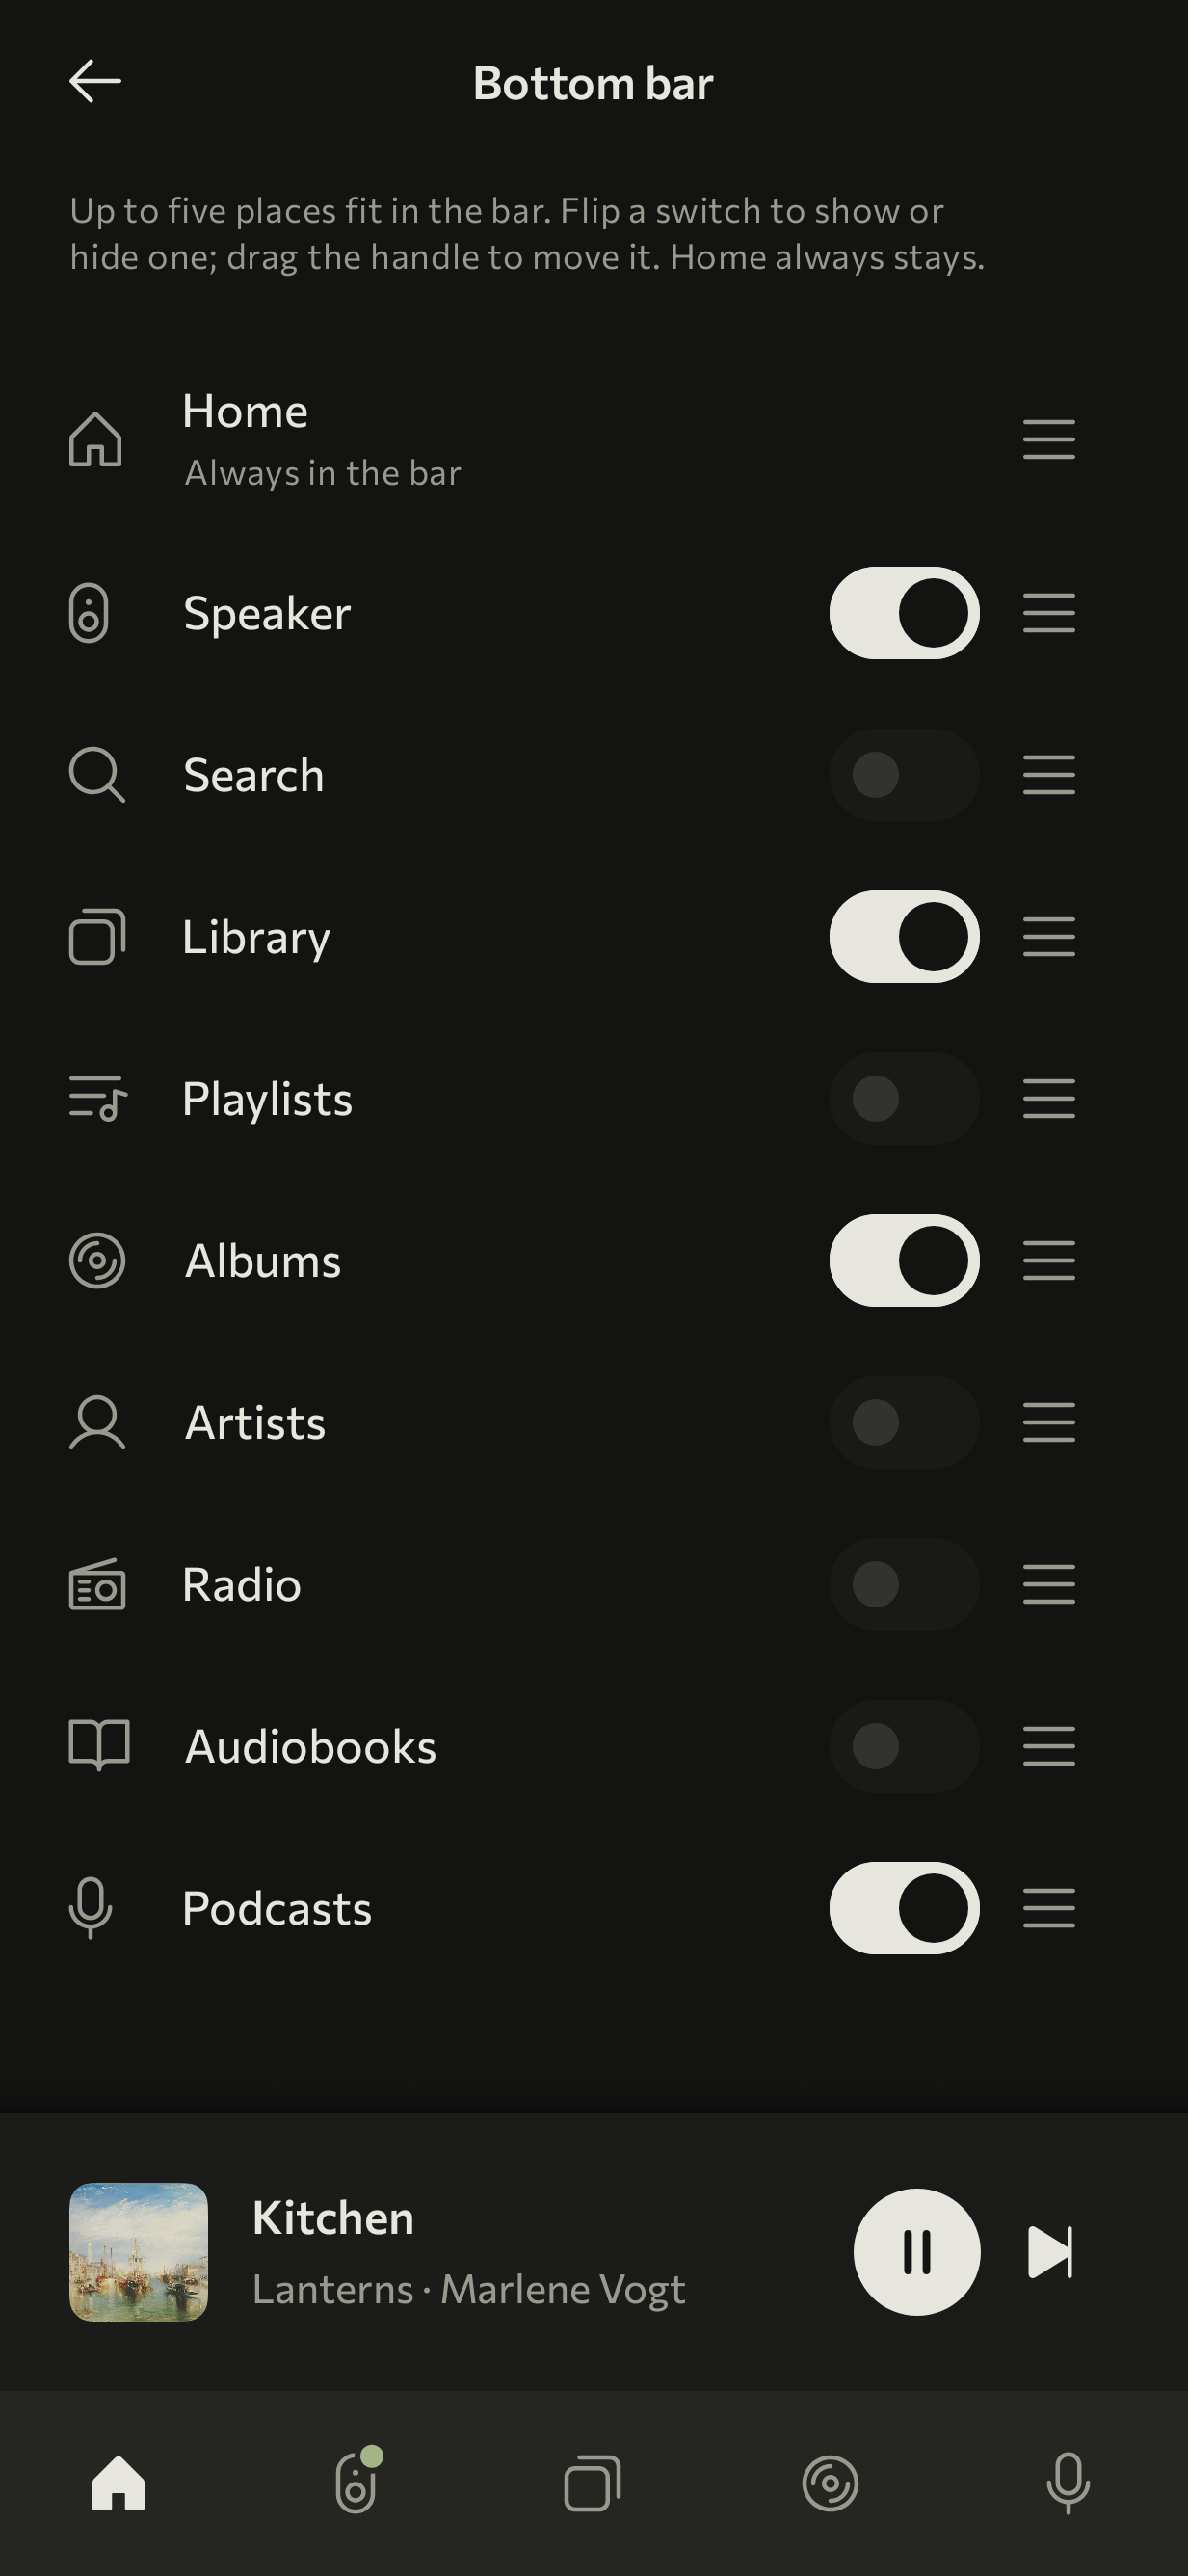 Bottom bar
Up to five places fit in the bar. Flip a switch to show or
hide one; drag the handle to move it. Home always stays.
Home
Always in the bar
Speaker
Search
Library
Playlists
Albums
Artists
Radio
Audiobooks
Podcasts
Kitchen
Lanterns · Marlene Vogt